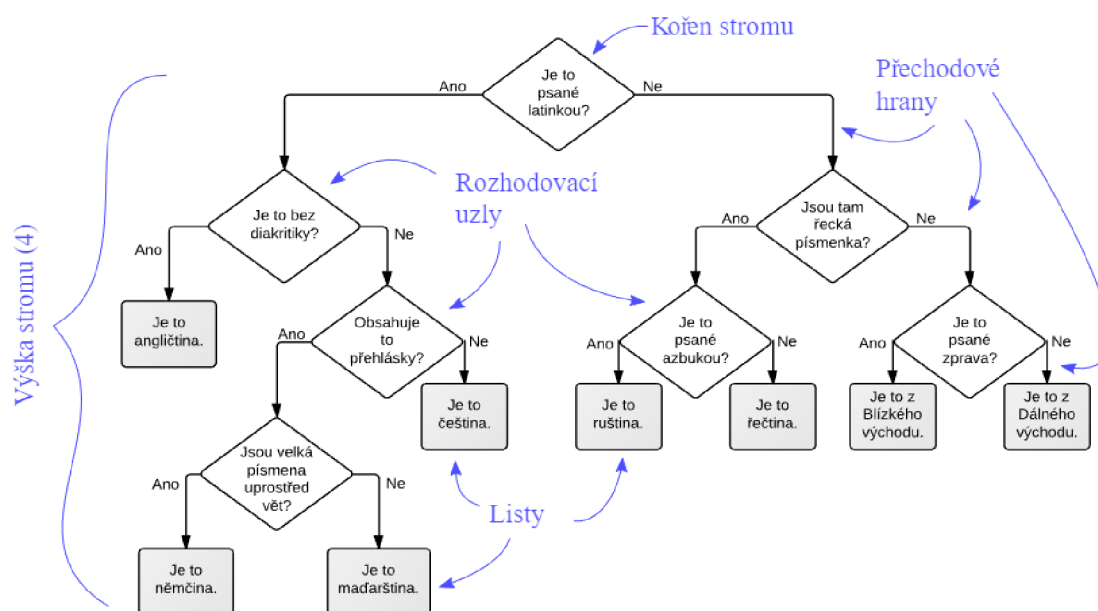 Kořen stromu
Je to
psané
latinkou?
Ano
Ne
Přechodové
hrany
Výška stromu (4)
Je to bez
diakritiky?
Ano
Ne
Rozhodovací
uzly
Jsou tam
řecká
písmenka?
Ano
Ne
Je to
angličtina.
Obsahuje
to
přehlásky?
Ano
Ne
Je to
psané
azbukou?
Ano
Ne
Je to
psané
zprava?
Ano
Ne
Je to
čeština.
Je to
ruština.
Je to
řečtina.
Je to z
Blízkého
východu.
Je to z
Dálného
východu.
Jsou velká
písmena
uprostřed
vět?
Ano
Ne
Listy
Je to
němčina.
Je to
maďarština.